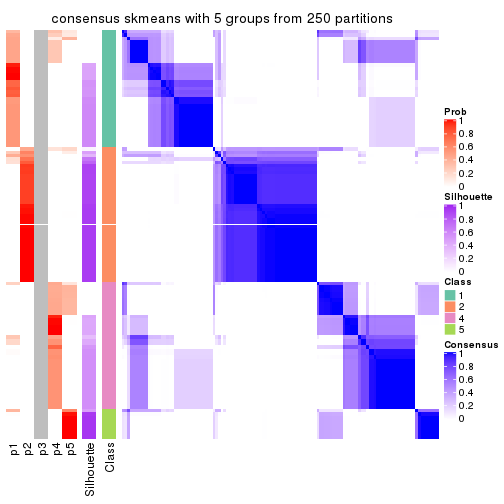 consensus skmeans with 5 groups from 250 partitions
Prob
1
0.8
0.6
0.4
0.2
0
Silhouette
1
0.8
0.6
0.4
0.2
0
Class
1
2
4
5
Consensus
1
0.8
0.6
0.4
0.2
0
p1
p2
p3
p4
p5
Silhouette
Class